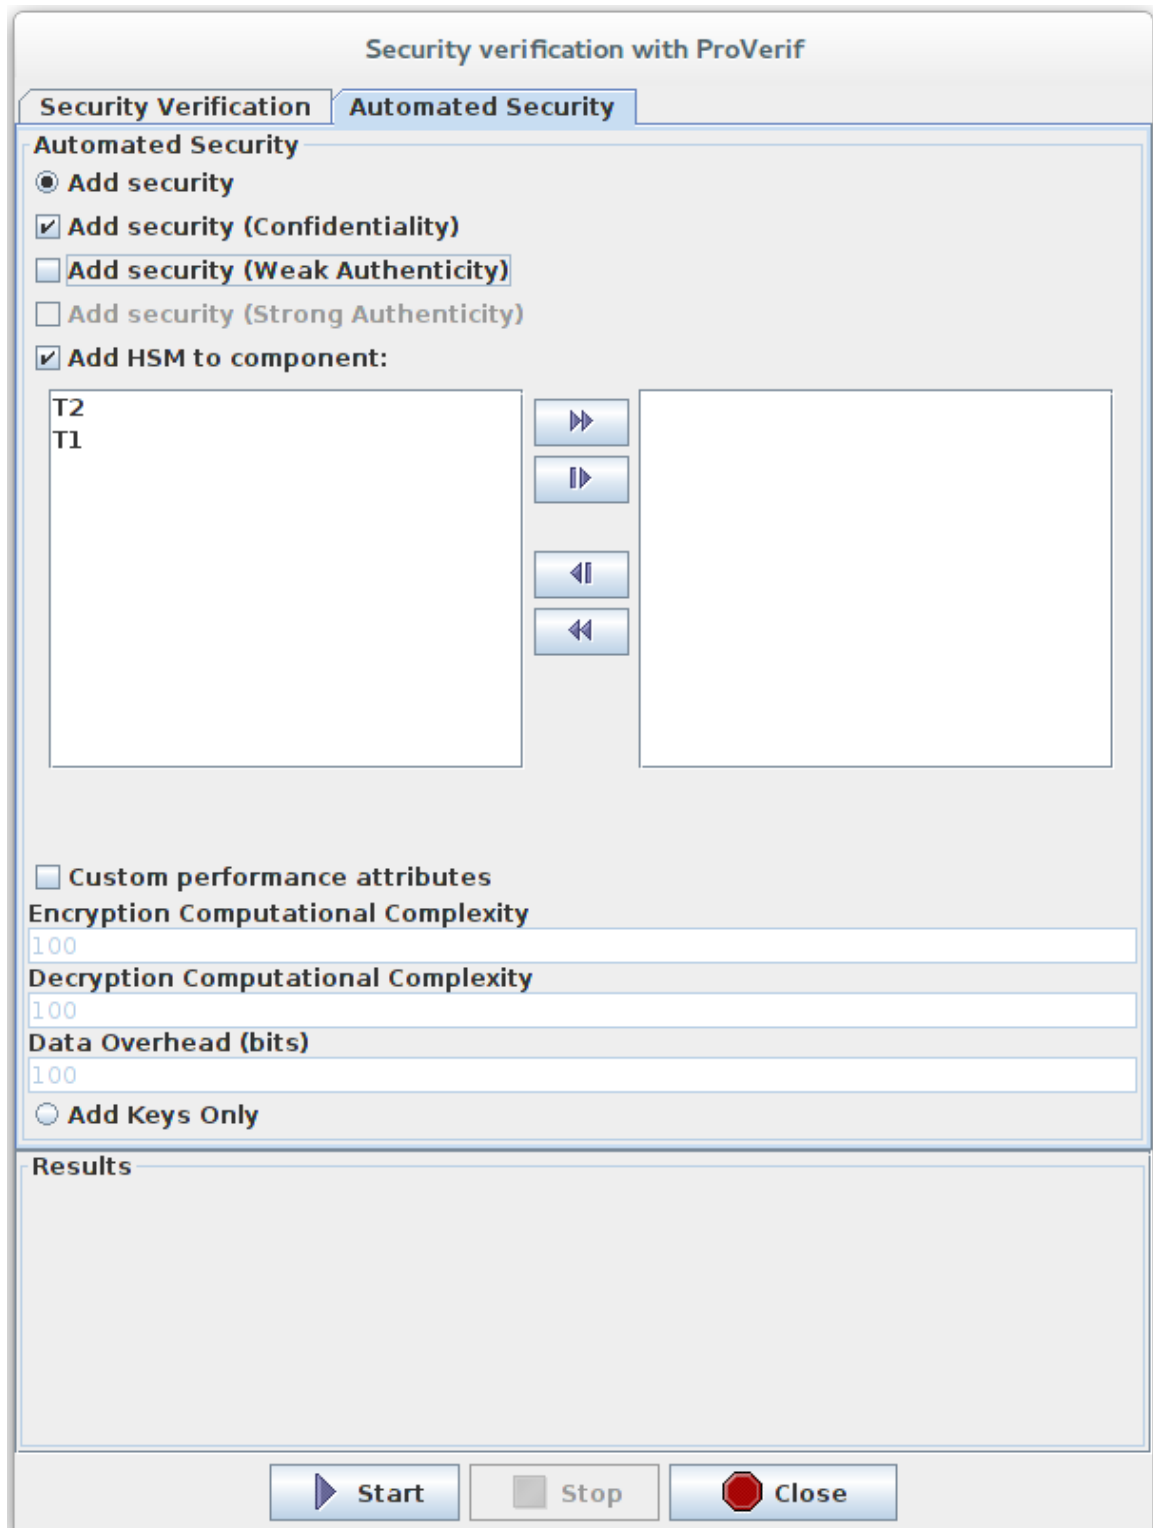 Security verification with ProVerif
Security Verification
Automated Security
Automated Security
Add security
Add security (Confidentiality)
Add security (Weak Authenticity)
Add security (Strong Authenticity)
Add HSM to component:
T2
T1
Custom performance attributes
Encryption Computational Complexity
100
Decryption Computational Complexity
100
Data Overhead (bits)
100
Add Keys Only
Results
Start
Stop
Close